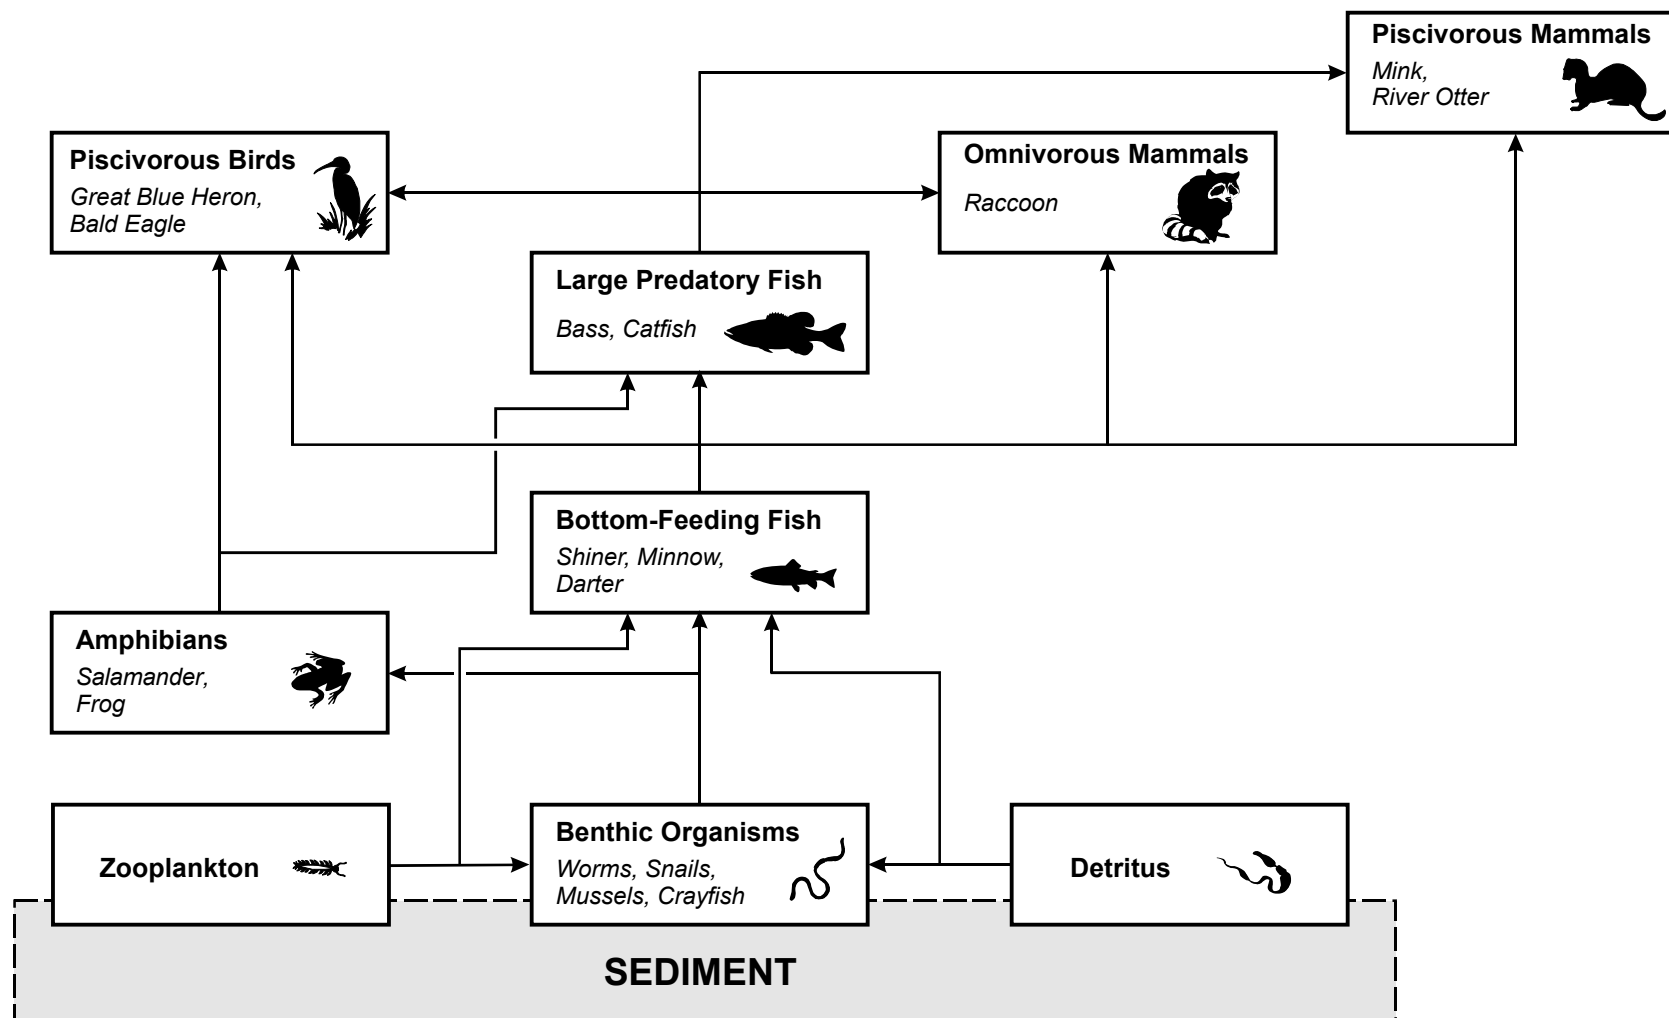 Piscivorous Mammals
Mink,
River Otter
Piscivorous Birds
Great Blue Heron,
Bald Eagle
Omnivorous Mammals
Raccoon
Large Predatory Fish
Bass, Catfish
Bottom-Feeding Fish
Shiner, Minnow,
Darter
Amphibians
Salamander,
Frog
Zooplankton
Benthic Organisms
Worms, Snails,
Mussels, Crayfish
Detritus
SEDIMENT